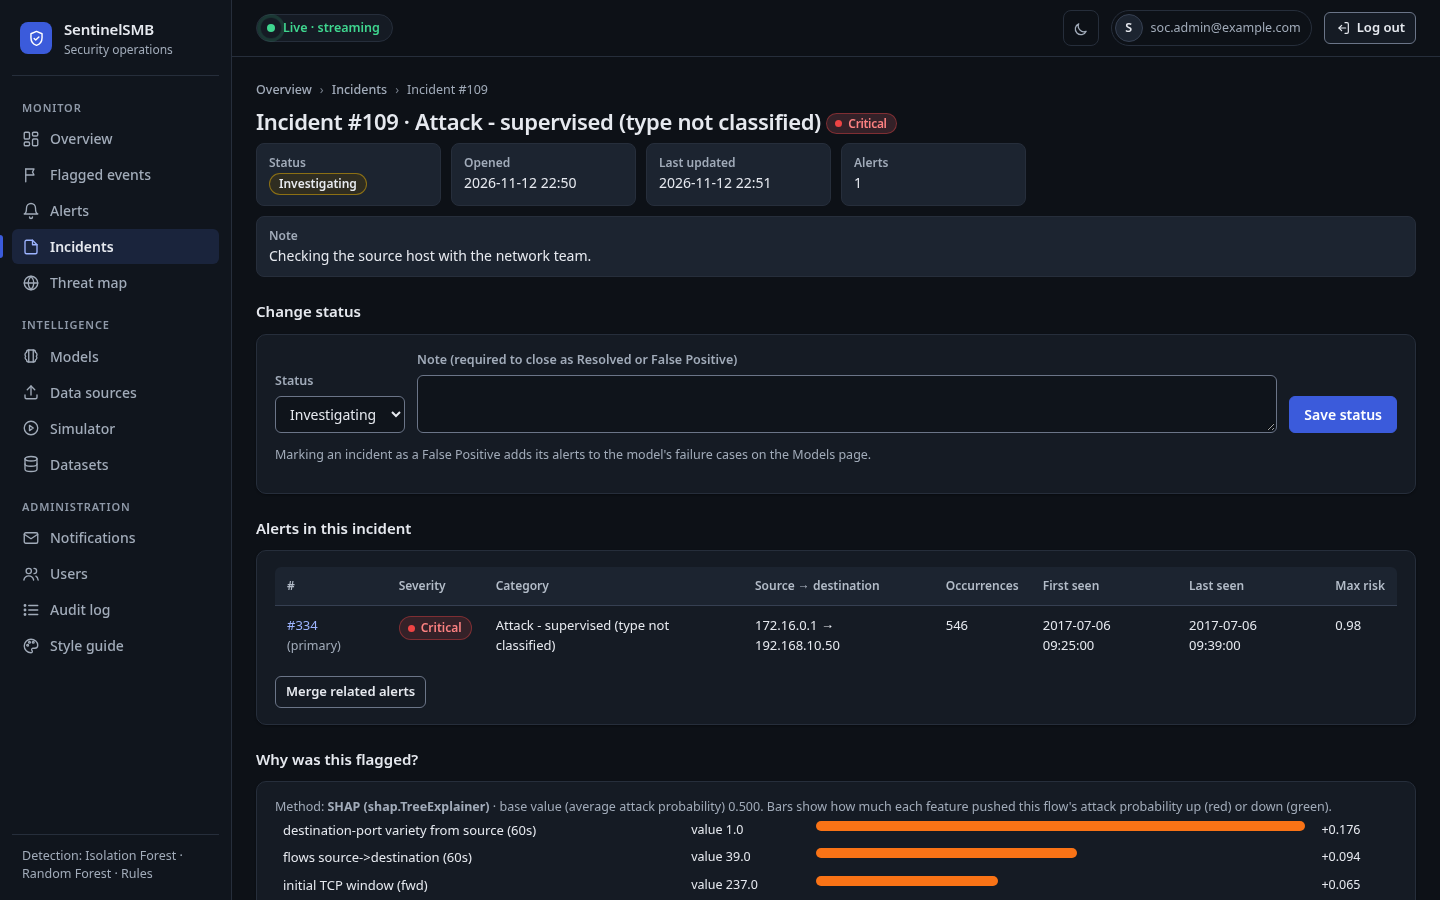 SentinelSMB
Security operations
MONITOR
Overview
Flagged events
Alerts
Incidents
Threat map
INTELLIGENCE
Models
Data sources
Simulator
Datasets
ADMINISTRATION
Notifications
Users
Audit log
Style guide
Detection: Isolation Forest ·
Random Forest · Rules
Live · streaming
S
soc.admin@example.com
Log out
Overview › Incidents › Incident #109
Incident #109 · Attack - supervised (type not classified) Critical
Status
Investigating
Opened
2026-11-12 22:50
Last updated
2026-11-12 22:51
Alerts
1
Note
Checking the source host with the network team.
Change status
Status
Investigating
Note (required to close as Resolved or False Positive)
Save status
Marking an incident as a False Positive adds its alerts to the model's failure cases on the Models page.
Alerts in this incident
# Severity Category Source → destination Occurrences First seen Last seen Max risk
#334 Critical Attack - supervised (type not 172.16.0.1 → 546 2017-07-06 2017-07-06 0.98
(primary) classified) 192.168.10.50 09:25:00 09:39:00
Merge related alerts
Why was this flagged?
Method: SHAP (shap.TreeExplainer) · base value (average attack probability) 0.500. Bars show how much each feature pushed this flow's attack probability up (red) or down (green).
destination-port variety from source (60s) value 1.0 +0.176
flows source->destination (60s) value 39.0 +0.094
initial TCP window (fwd) value 237.0 +0.065